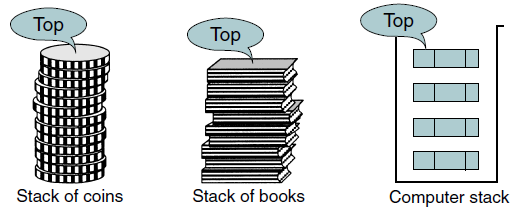 Top
Top
Top
Stack of coins
Stack of books
Computer stack